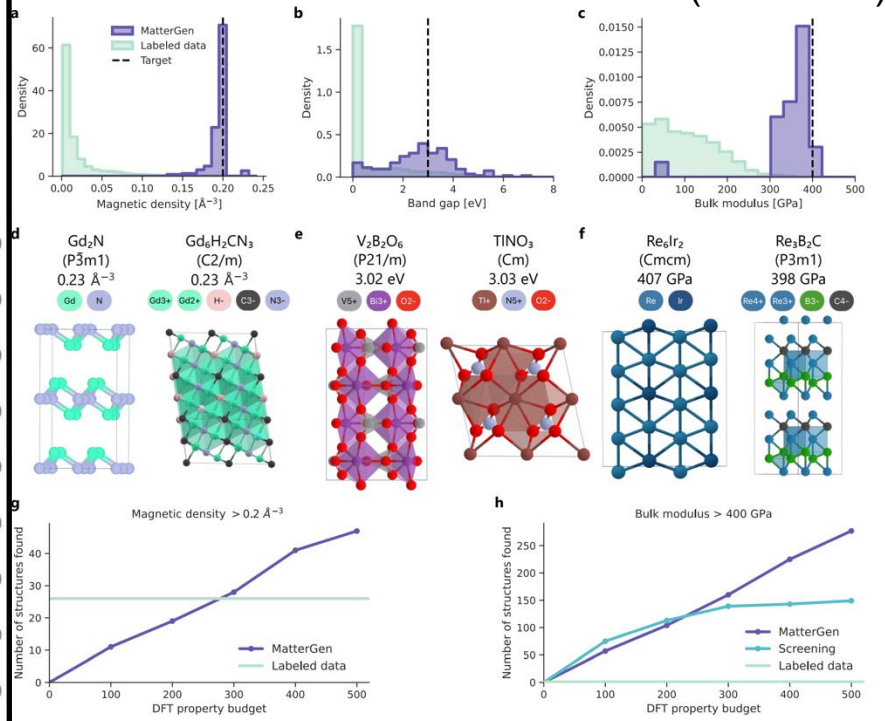 a
b
c
MatterGen
Labeled data
Target
Density
60
40
20
0
0.00 0.05 0.10 0.15 0.20 0.25
Magnetic density [Å⁻³]
Density
1.5
1.0
0.5
0.0
0 2 4 6 8
Band gap [eV]
Density
0.0150
0.0125
0.0100
0.0075
0.0050
0.0025
0.0000
0 100 200 300 400 500
Bulk modulus [GPa]
d
Gd₂N
(P3̅m1)
0.23 Å⁻³
Gd N
Gd₆H₂CN₃
(C2/m)
0.23 Å⁻³
Gd3+ Gd2+ H- C3- N3-
e
V₂B₂O₆
(P21/m)
3.02 eV
V5+ Bi3+ O2-
TlNO₃
(Cm)
3.03 eV
Tl+ N5+ O2-
f
Re₆Ir₂
(Cmcm)
407 GPa
Re Ir
Re₃B₂C
(P3m1)
398 GPa
Re4+ Re3+ B3- C4-
g
Magnetic density > 0.2 Å⁻³
Number of structures found
40
30
20
10
0
0 100 200 300 400 500
DFT property budget
MatterGen
Labeled data
h
Bulk modulus > 400 GPa
Number of structures found
250
200
150
100
50
0
0 100 200 300 400 500
DFT property budget
MatterGen
Screening
Labeled data